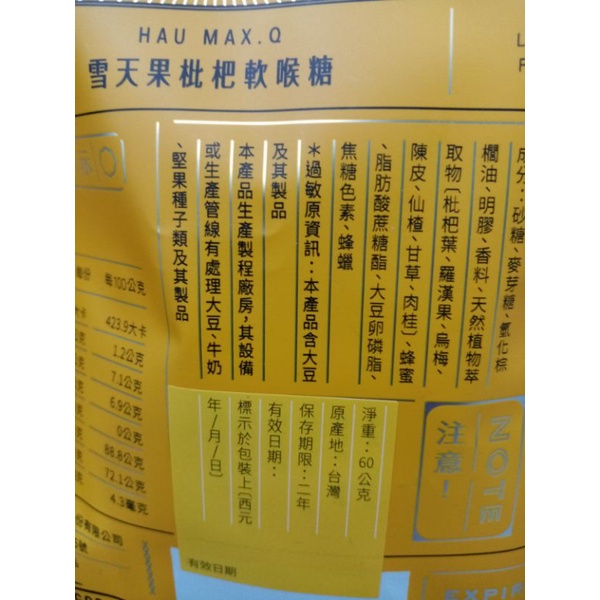 HAU MAX.Q
雪天果枇杷軟喉糖
成分：砂糖、麥芽糖、氫化棕
櫚油、明膠、香料、天然植物萃
取物〔枇杷葉、羅漢果、烏梅、
陳皮、仙楂、甘草、肉桂〕、蜂蜜
、脂肪酸蔗糖酯、大豆卵磷脂、
焦糖色素、蜂蠟
＊過敏原資訊：本產品含大豆
及其製品
本產品生產製程廠房，其設備
或生產管線有處理大豆、牛奶
、堅果種子類及其製品
每100公克
423.9大卡
1.2公克
7.1公克
6.9公克
0公克
88.8公克
72.1公克
4.3毫克
份有限公司
淨重：60公克
原產地：台灣
保存期限：二年
有效日期：
標示於包裝上〔西元
年/月/日〕
有效日期
NOTE
注意！